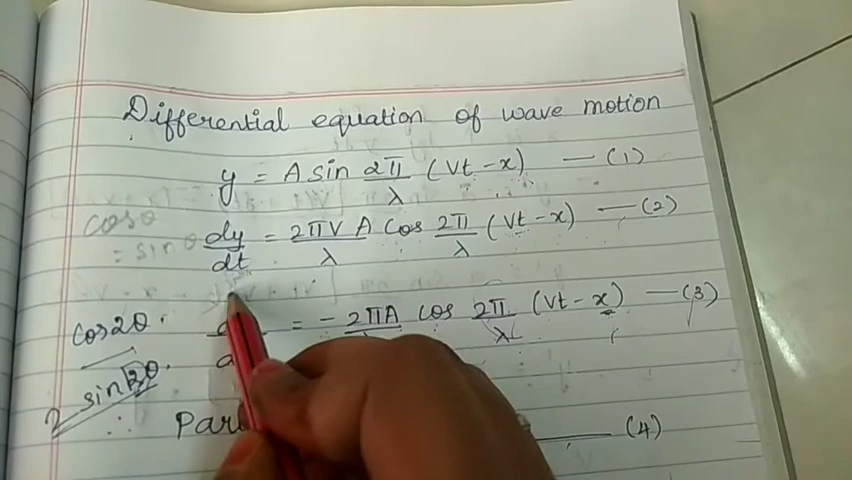 Differential equation of wave motion
y = A sin 2π/λ (Vt - x) — (1)
cosθ
= sinθ
dy/dt = 2πV A/λ Cos 2π/λ (Vt - x) — (2)
cos2θ.
= - 2πA/λ cos 2π/λ (Vt - x) — (3)
sin2θ.
∴ (4)